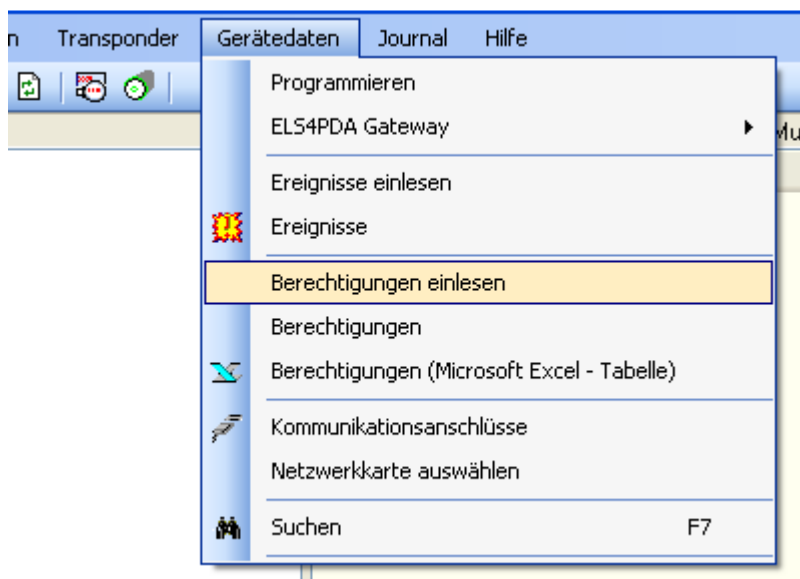 n Transponder Gerätedaten Journal Hilfe
Programmieren
ELS4PDA Gateway
Mu
Ereignisse einlesen
Ereignisse
Berechtigungen einlesen
Berechtigungen
Berechtigungen (Microsoft Excel - Tabelle)
Kommunikationsanschlüsse
Netzwerkkarte auswählen
Suchen F7